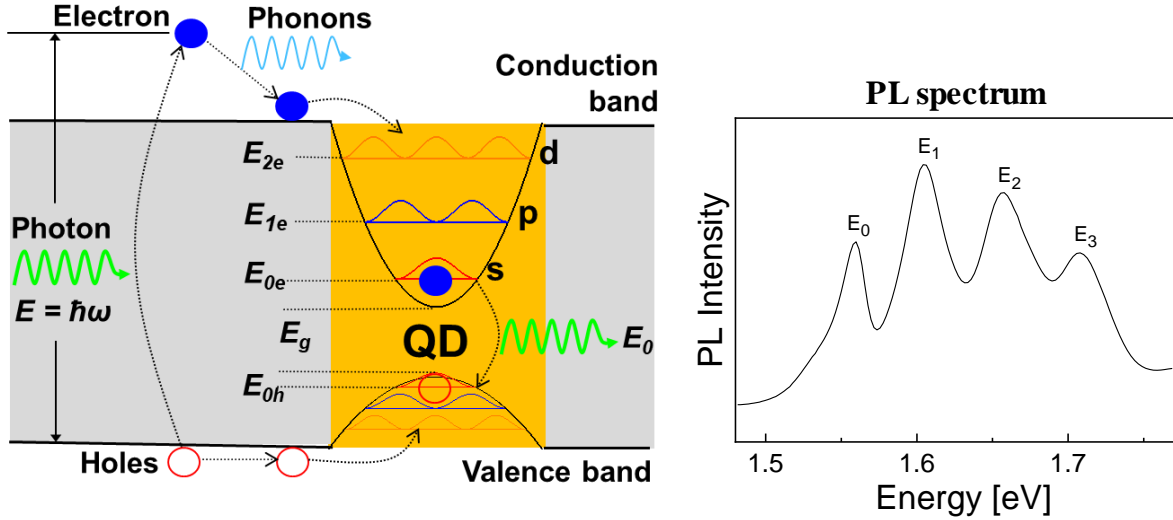 Electron
Phonons
Conduction
band
E2e
d
E1e
p
Photon
E0e
s
E = ħω
Eg
QD
E0
E0h
Holes
Valence band
PL spectrum
PL Intensity
E0
E1
E2
E3
1.5
1.6
1.7
Energy [eV]